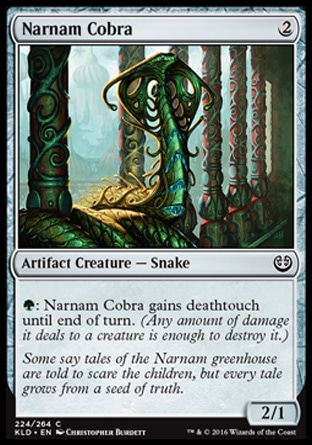 Narnam Cobra 2
Artifact Creature — Snake
: Narnam Cobra gains deathtouch
until end of turn. (Any amount of damage
it deals to a creature is enough to destroy it.)
Some say tales of the Narnam greenhouse
are told to scare the children, but every tale
grows from a seed of truth.
2/1
224/264 C
KLD • EN Christopher Burdett ™ & © 2016 Wizards of the Coast